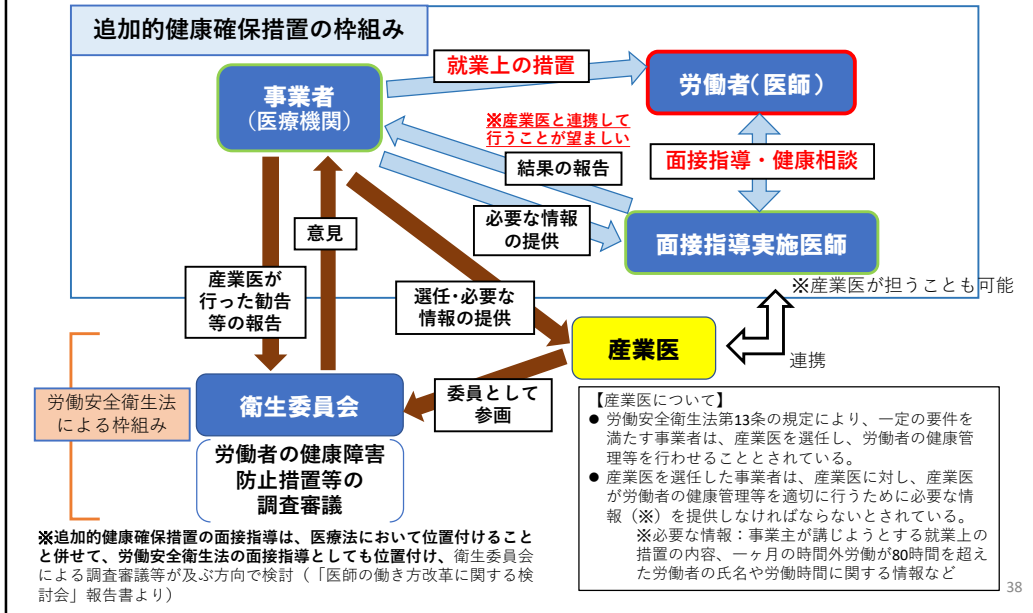 追加的健康確保措置の枠組み
就業上の措置
事業者
(医療機関)
労働者(医師)
※産業医と連携して
行うことが望ましい
結果の報告
面接指導・健康相談
必要な情報
の提供
面接指導実施医師
意見
産業医が
行った勧告
等の報告
選任・必要な
情報の提供
※産業医が担うことも可能
産業医
連携
労働安全衛生法
による枠組み
衛生委員会
委員として
参画
労働者の健康障害
防止措置等の
調査審議
【産業医について】
● 労働安全衛生法第13条の規定により、一定の要件を
満たす事業者は、産業医を選任し、労働者の健康管
理等を行わせることとされている。
● 産業医を選任した事業者は、産業医に対し、産業医
が労働者の健康管理等を適切に行うために必要な情
報(※)を提供しなければならないとされている。
※必要な情報:事業主が講じようとする就業上の
措置の内容、一ヶ月の時間外労働が80時間を超え
た労働者の氏名や労働時間に関する情報など
※追加的健康確保措置の面接指導は、医療法において位置付けること
と併せて、労働安全衛生法の面接指導としても位置付け、衛生委員会
による調査審議等が及ぶ方向で検討(「医師の働き方改革に関する検
討会」報告書より)
38